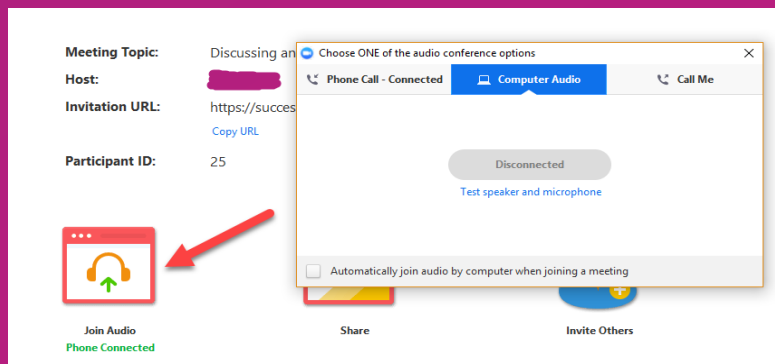 Meeting Topic: Discussing an
Host:
Invitation URL: https://succes
Copy URL
Participant ID: 25
Choose ONE of the audio conference options
Phone Call - Connected Computer Audio Call Me
Disconnected
Test speaker and microphone
Automatically join audio by computer when joining a meeting
Join Audio Share Invite Others
Phone Connected